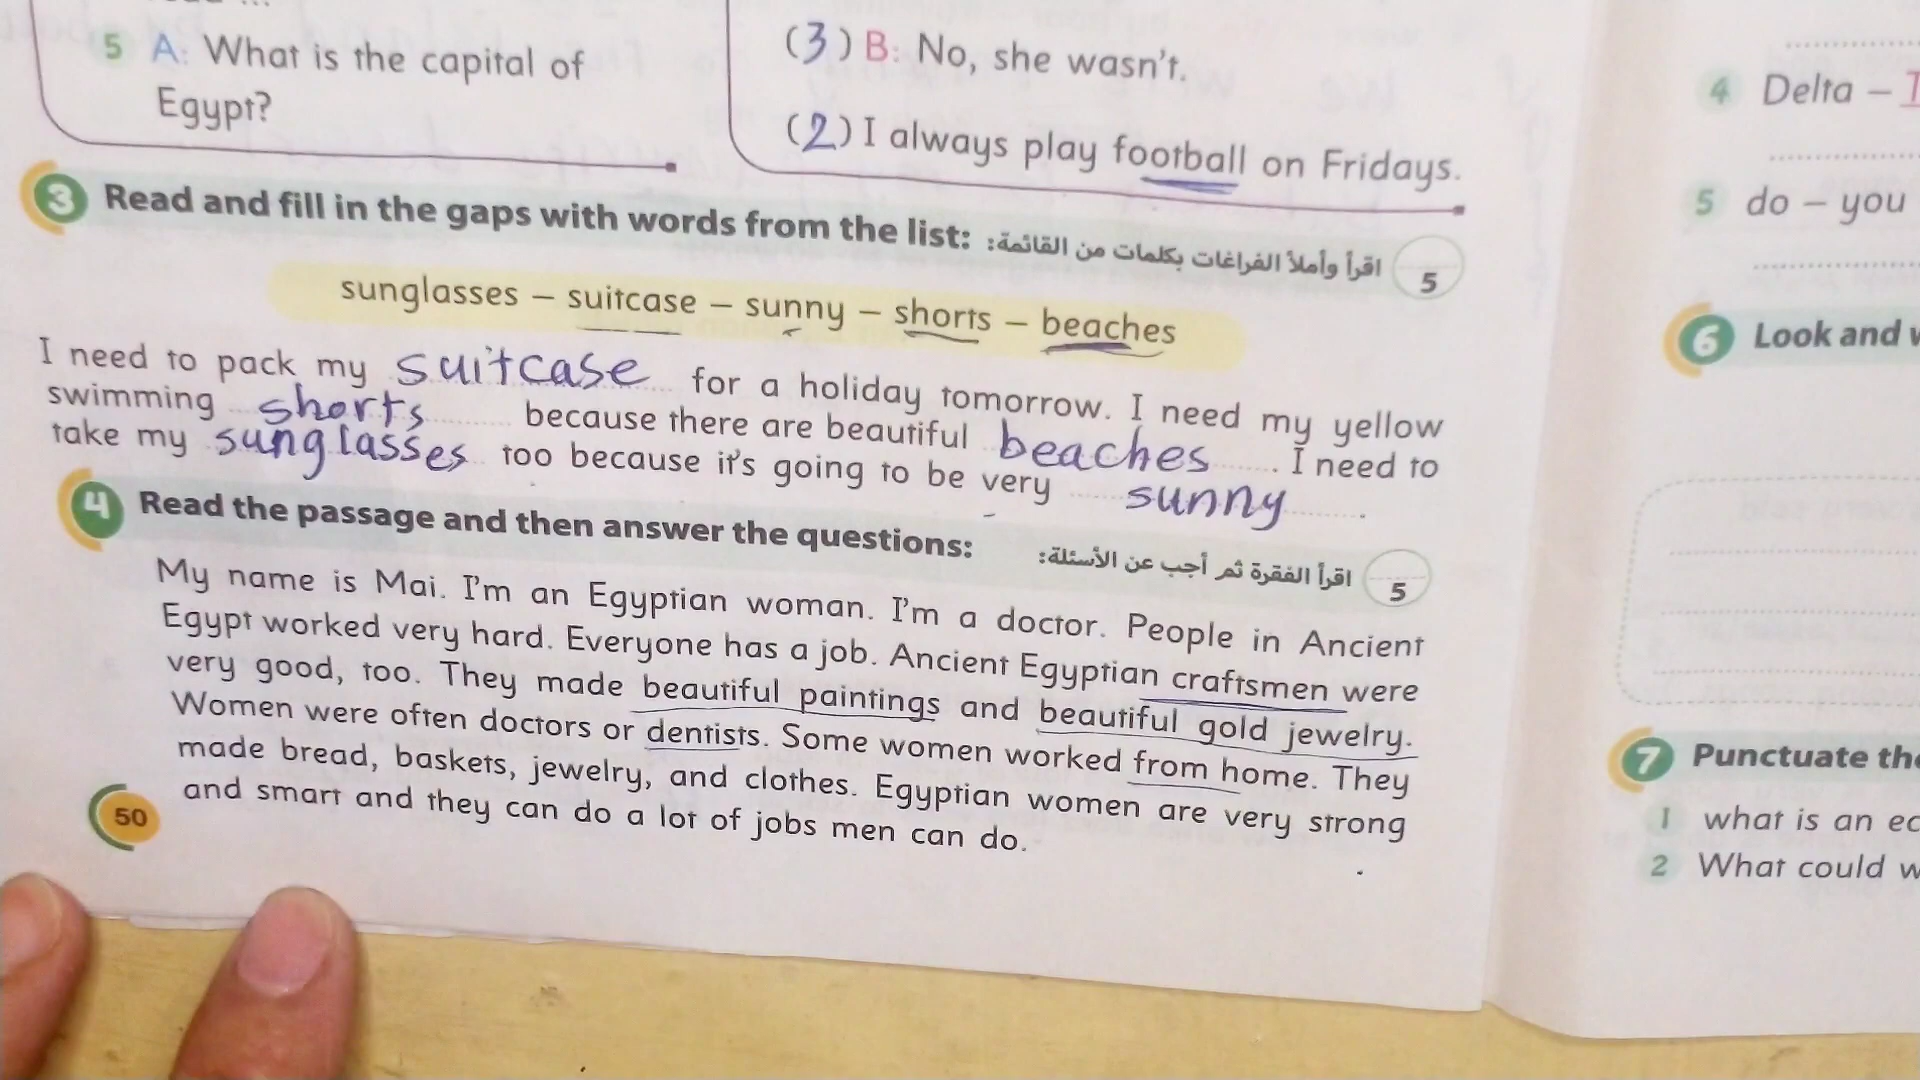 5 A: What is the capital of
Egypt?
(3) B: No, she wasn't.
(2) I always play football on Fridays.
3 Read and fill in the gaps with words from the list: اقرأ وأملأ الفراغات بكلمات من القائمة:
5
sunglasses – suitcase – sunny – shorts – beaches
I need to pack my suitcase for a holiday tomorrow. I need my yellow
swimming shorts because there are beautiful beaches. I need to
take my sunglasses too because it's going to be very sunny.
4 Read the passage and then answer the questions: اقرأ الفقرة ثم أجب عن الأسئلة:
5
My name is Mai. I'm an Egyptian woman. I'm a doctor. People in Ancient
Egypt worked very hard. Everyone has a job. Ancient Egyptian craftsmen were
very good, too. They made beautiful paintings and beautiful gold jewelry.
Women were often doctors or dentists. Some women worked from home. They
made bread, baskets, jewelry, and clothes. Egyptian women are very strong
and smart and they can do a lot of jobs men can do.
50
4 Delta –
5 do – you
6 Look and
7 Punctuate
1 what is an
2 What could